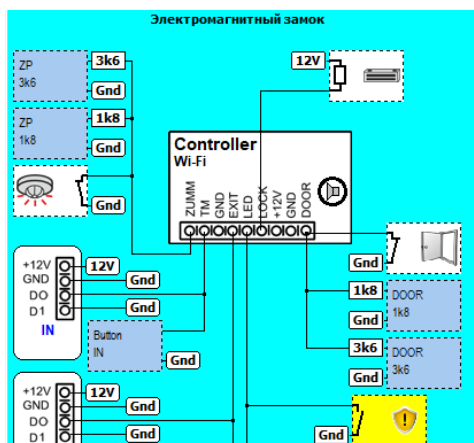 Электромагнитный замок
ZP
3k6
3k6
Gnd
ZP
1k8
1k8
Gnd
Gnd
12V
Controller
Wi-Fi
ZUMM
TM
GND
EXIT
LED
LOCK
+12V
GND
DOOR
+12V
GND
DO
D1
IN
12V
Gnd
Gnd
Button
IN
Gnd
Gnd
1k8
Gnd
DOOR
1k8
3k6
Gnd
DOOR
3k6
+12V
GND
DO
D1
12V
Gnd
Gnd
Gnd